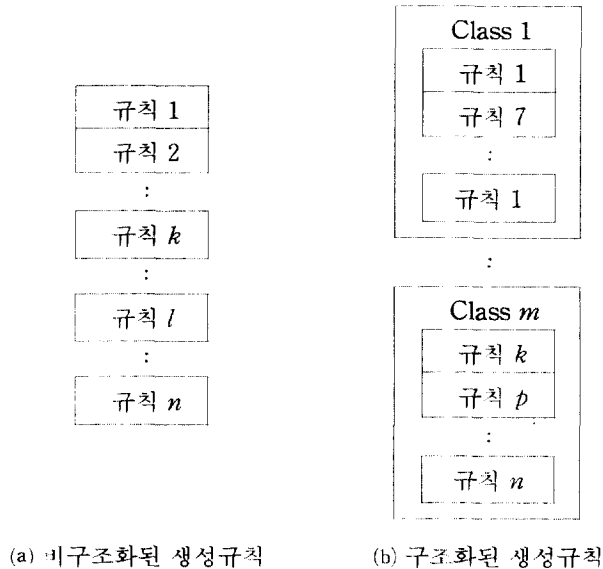 규칙 1
규칙 2
:
규칙 k
:
규칙 l
:
규칙 n
(a) 비구조화된 생성규칙
Class 1
규칙 1
규칙 7
:
규칙 1
:
Class m
규칙 k
규칙 p
:
규칙 n
(b) 구조화된 생성규칙